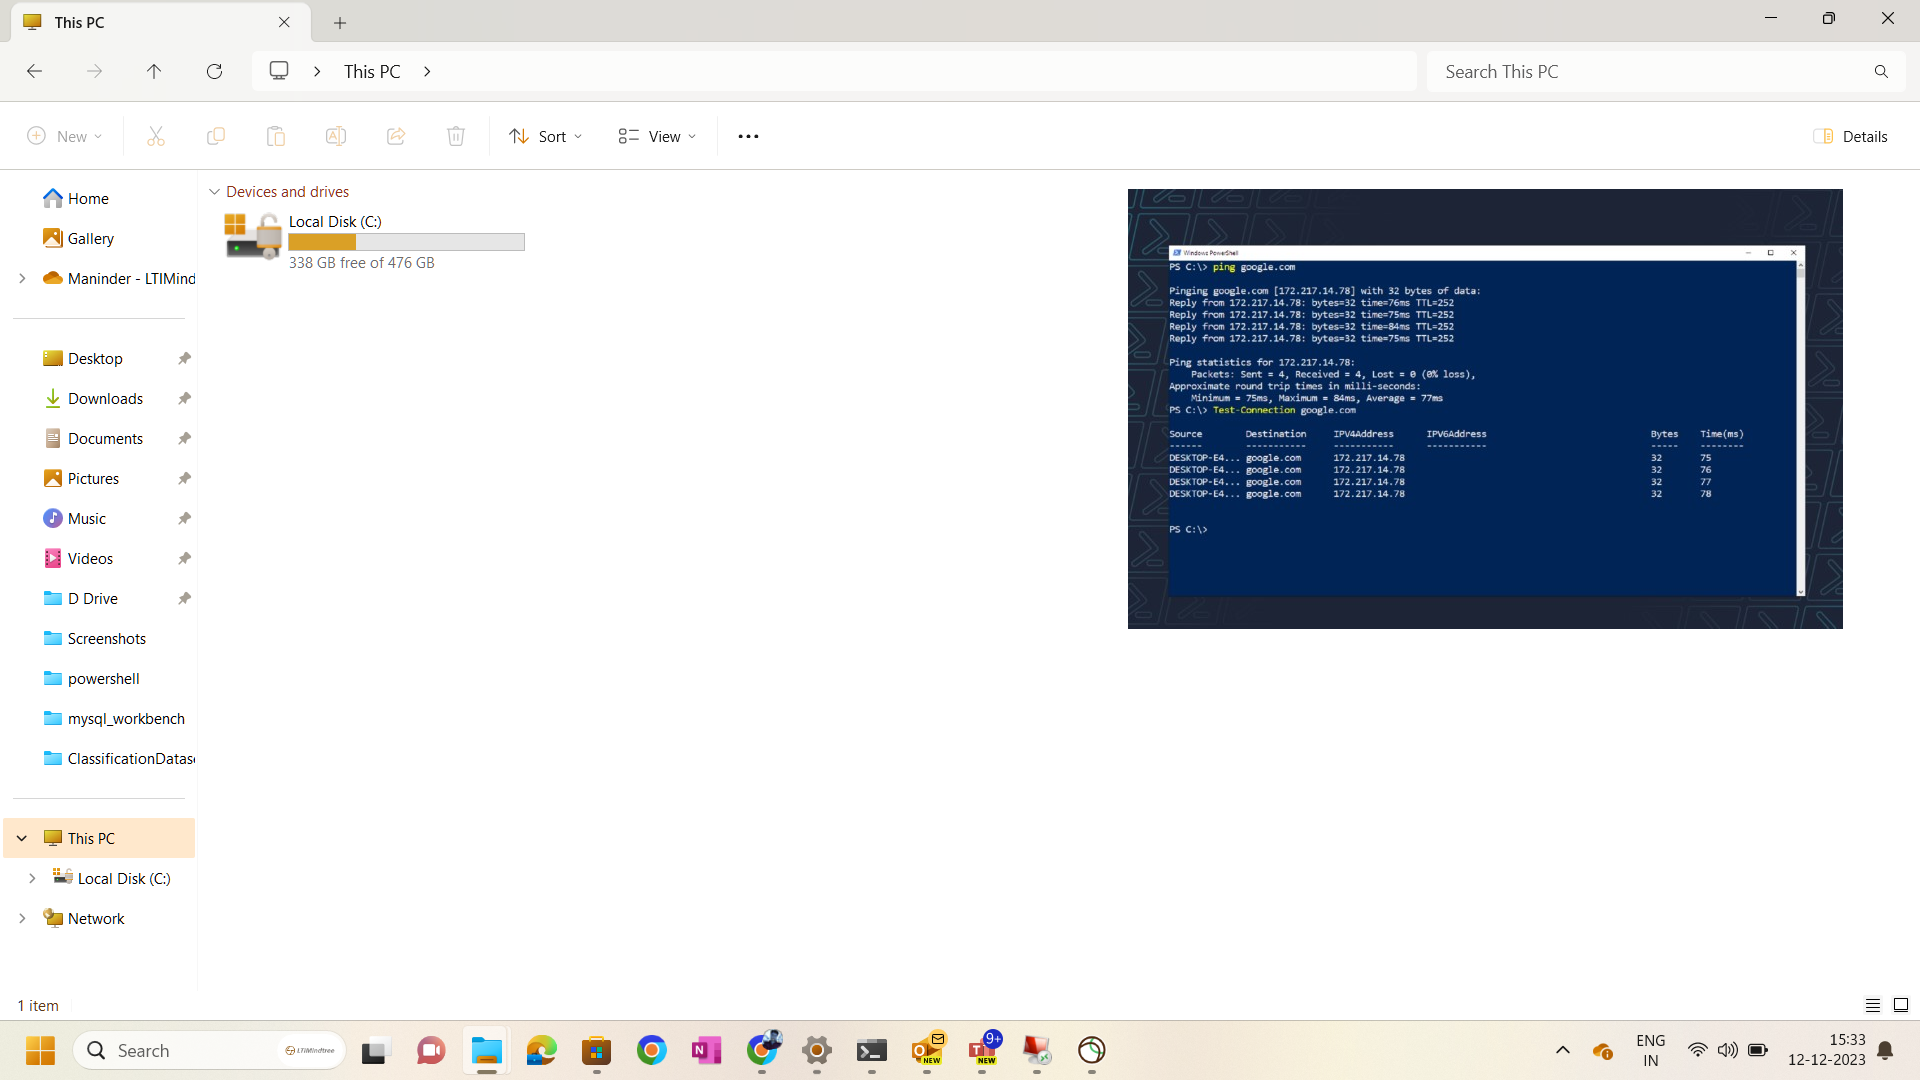 This PC
This PC
Search This PC
New
Sort
View
Details
Home
Gallery
Maninder - LTIMind
Desktop
Downloads
Documents
Pictures
Music
Videos
D Drive
Screenshots
powershell
mysql_workbench
ClassificationDatas
This PC
Local Disk (C:)
Network
1 item
Devices and drives
Local Disk (C:)
338 GB free of 476 GB
Windows PowerShell
PS C:\> ping google.com
Pinging google.com [172.217.14.78] with 32 bytes of data:
Reply from 172.217.14.78: bytes=32 time=76ms TTL=252
Reply from 172.217.14.78: bytes=32 time=75ms TTL=252
Reply from 172.217.14.78: bytes=32 time=84ms TTL=252
Reply from 172.217.14.78: bytes=32 time=75ms TTL=252
Ping statistics for 172.217.14.78:
Packets: Sent = 4, Received = 4, Lost = 0 (0% loss),
Approximate round trip times in milli-seconds:
Minimum = 75ms, Maximum = 84ms, Average = 77ms
PS C:\> Test-Connection google.com
Source Destination IPV4Address IPV6Address Bytes Time(ms)
------ ----------- ----------- ----------- ----- --------
DESKTOP-E4... google.com 172.217.14.78 32 75
DESKTOP-E4... google.com 172.217.14.78 32 76
DESKTOP-E4... google.com 172.217.14.78 32 77
DESKTOP-E4... google.com 172.217.14.78 32 78
PS C:\>
Search
LTIMindtree
NEW
9+
NEW
ENG
IN
15:33
12-12-2023